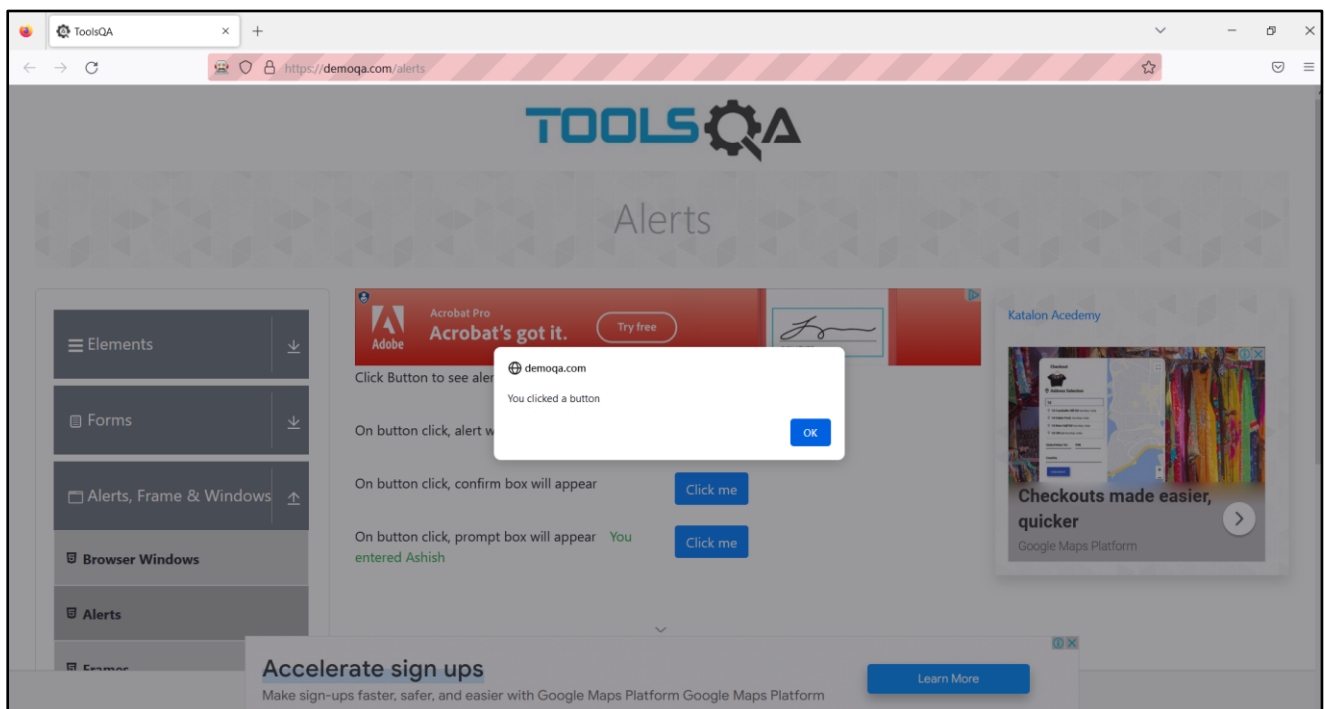 ToolsQA
https://demoqa.com/alerts
TOOLSQA
Alerts
Elements
Forms
Alerts, Frame & Windows
Browser Windows
Alerts
Frames
Adobe
Acrobat Pro
Acrobat's got it.
Try free
Click Button to see aler
On button click, alert w
demoqa.com
You clicked a button
OK
On button click, confirm box will appear
Click me
On button click, prompt box will appear You
entered Ashish
Click me
Katalon Acedemy
Checkout
Checkouts made easier,
quicker
Google Maps Platform
Accelerate sign ups
Make sign-ups faster, safer, and easier with Google Maps Platform Google Maps Platform
Learn More